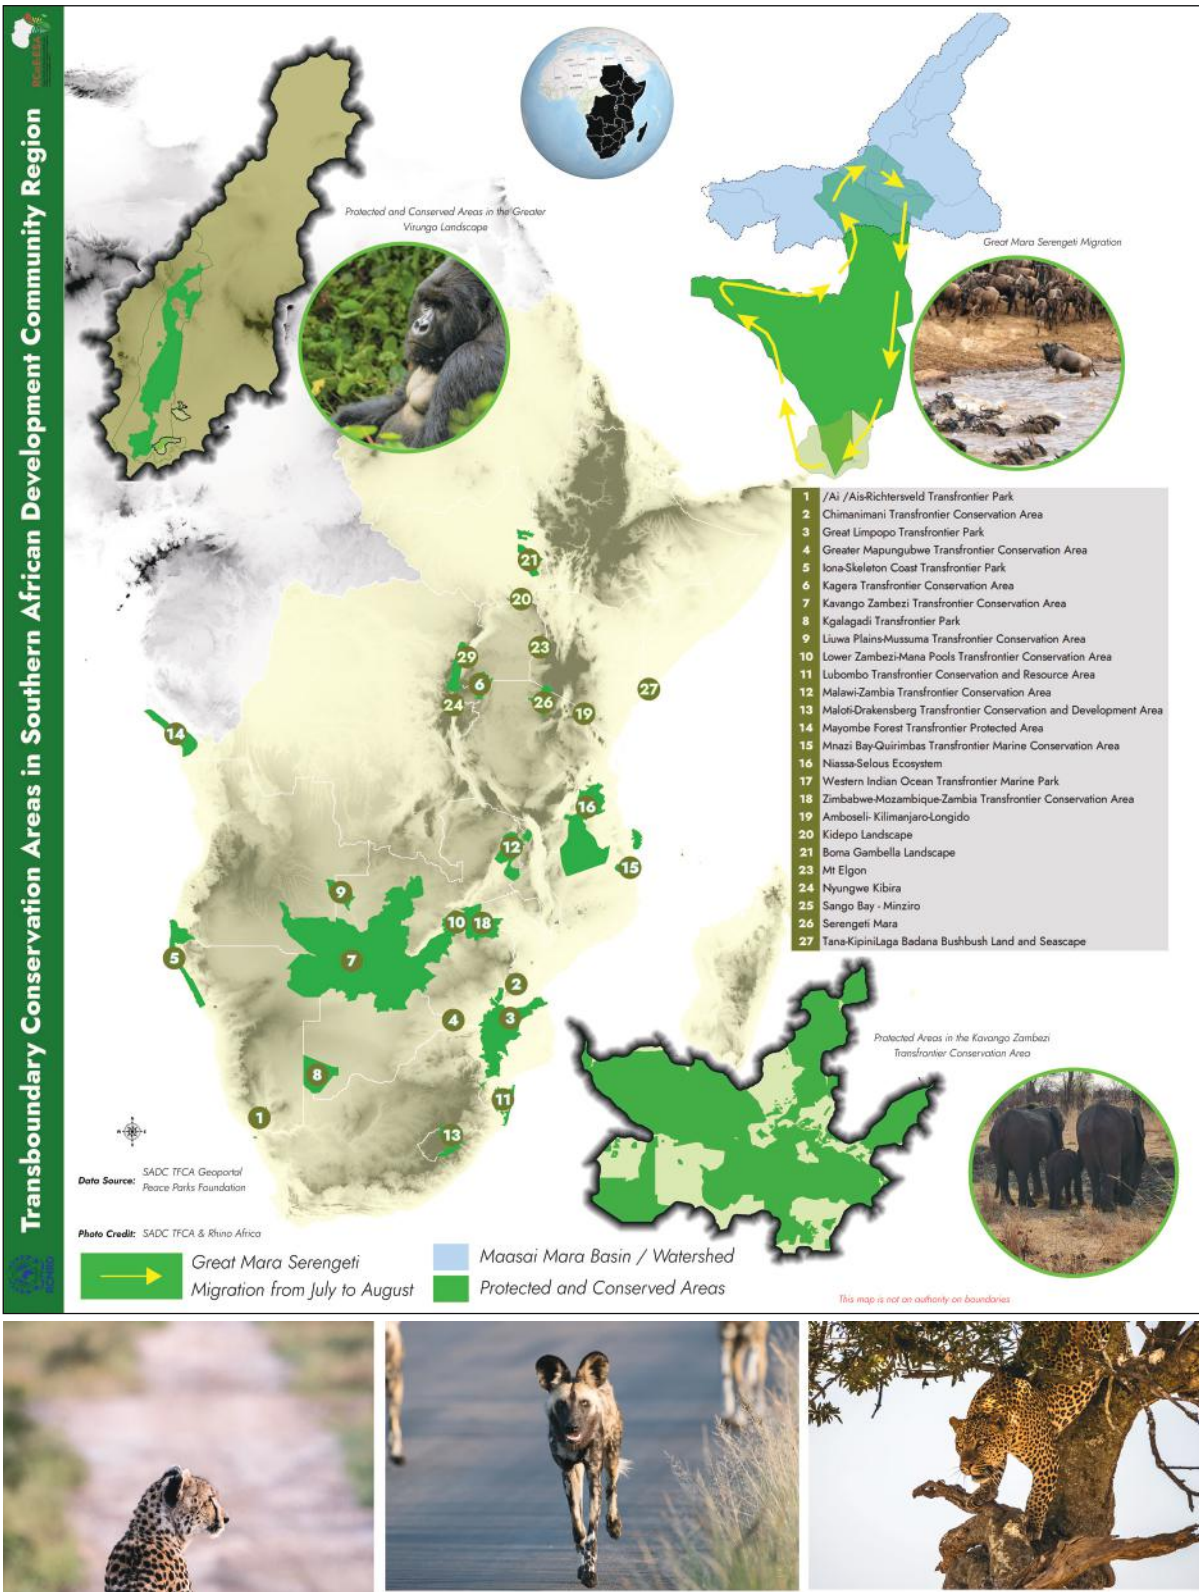 Transboundary Conservation Areas in Southern African Development Community Region
RCoE-ESA
RCMRD
Protected and Conserved Areas in the Greater
Virunga Landscape
Great Mara Serengeti Migration
1 /Ai /Ais-Richtersveld Transfrontier Park
2 Chimanimani Transfrontier Conservation Area
3 Great Limpopo Transfrontier Park
4 Greater Mapungubwe Transfrontier Conservation Area
5 Iona-Skeleton Coast Transfrontier Park
6 Kagera Transfrontier Conservation Area
7 Kavango Zambezi Transfrontier Conservation Area
8 Kgalagadi Transfrontier Park
9 Liuwa Plains-Mussuma Transfrontier Conservation Area
10 Lower Zambezi-Mana Pools Transfrontier Conservation Area
11 Lubombo Transfrontier Conservation and Resource Area
12 Malawi-Zambia Transfrontier Conservation Area
13 Maloti-Drakensberg Transfrontier Conservation and Development Area
14 Mayombe Forest Transfrontier Protected Area
15 Mnazi Bay-Quirimbas Transfrontier Marine Conservation Area
16 Niassa-Selous Ecosystem
17 Western Indian Ocean Transfrontier Marine Park
18 Zimbabwe-Mozambique-Zambia Transfrontier Conservation Area
19 Amboseli- Kilimanjaro-Longido
20 Kidepo Landscape
21 Boma Gambella Landscape
23 Mt Elgon
24 Nyungwe Kibira
25 Sango Bay - Minziro
26 Serengeti Mara
27 Tana-KipiniLaga Badana Bushbush Land and Seascape
21
20
23
29
6
27
24
26
19
14
16
12
15
9
10
18
5
7
2
4
3
8
11
1
13
Protected Areas in the Kavango Zambezi
Transfrontier Conservation Area
N
W E
S
Data Source: SADC TFCA Geoportal
Peace Parks Foundation
Photo Credit: SADC TFCA & Rhino Africa
Great Mara Serengeti
Migration from July to August
Maasai Mara Basin / Watershed
Protected and Conserved Areas
This map is not an authority on boundaries